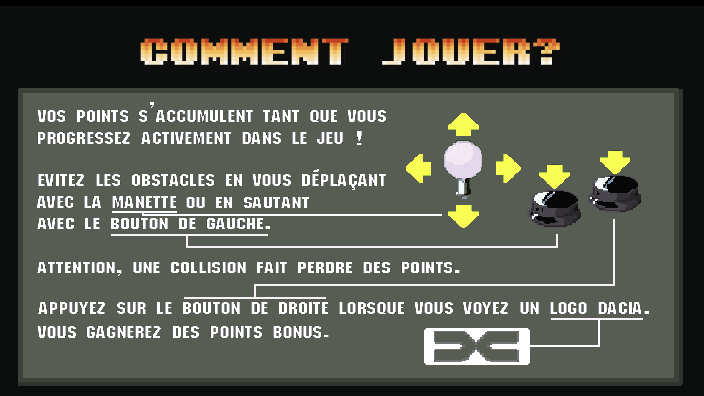 COMMENT JOUER?
VOS POINTS S'ACCUMULENT TANT QUE VOUS
PROGRESSEZ ACTIVEMENT DANS LE JEU !
EVITEZ LES OBSTACLES EN VOUS DÉPLAÇANT
AVEC LA MANETTE OU EN SAUTANT
AVEC LE BOUTON DE GAUCHE.
ATTENTION, UNE COLLISION FAIT PERDRE DES POINTS.
APPUYEZ SUR LE BOUTON DE DROITE LORSQUE VOUS VOYEZ UN LOGO DACIA.
VOUS GAGNEREZ DES POINTS BONUS.